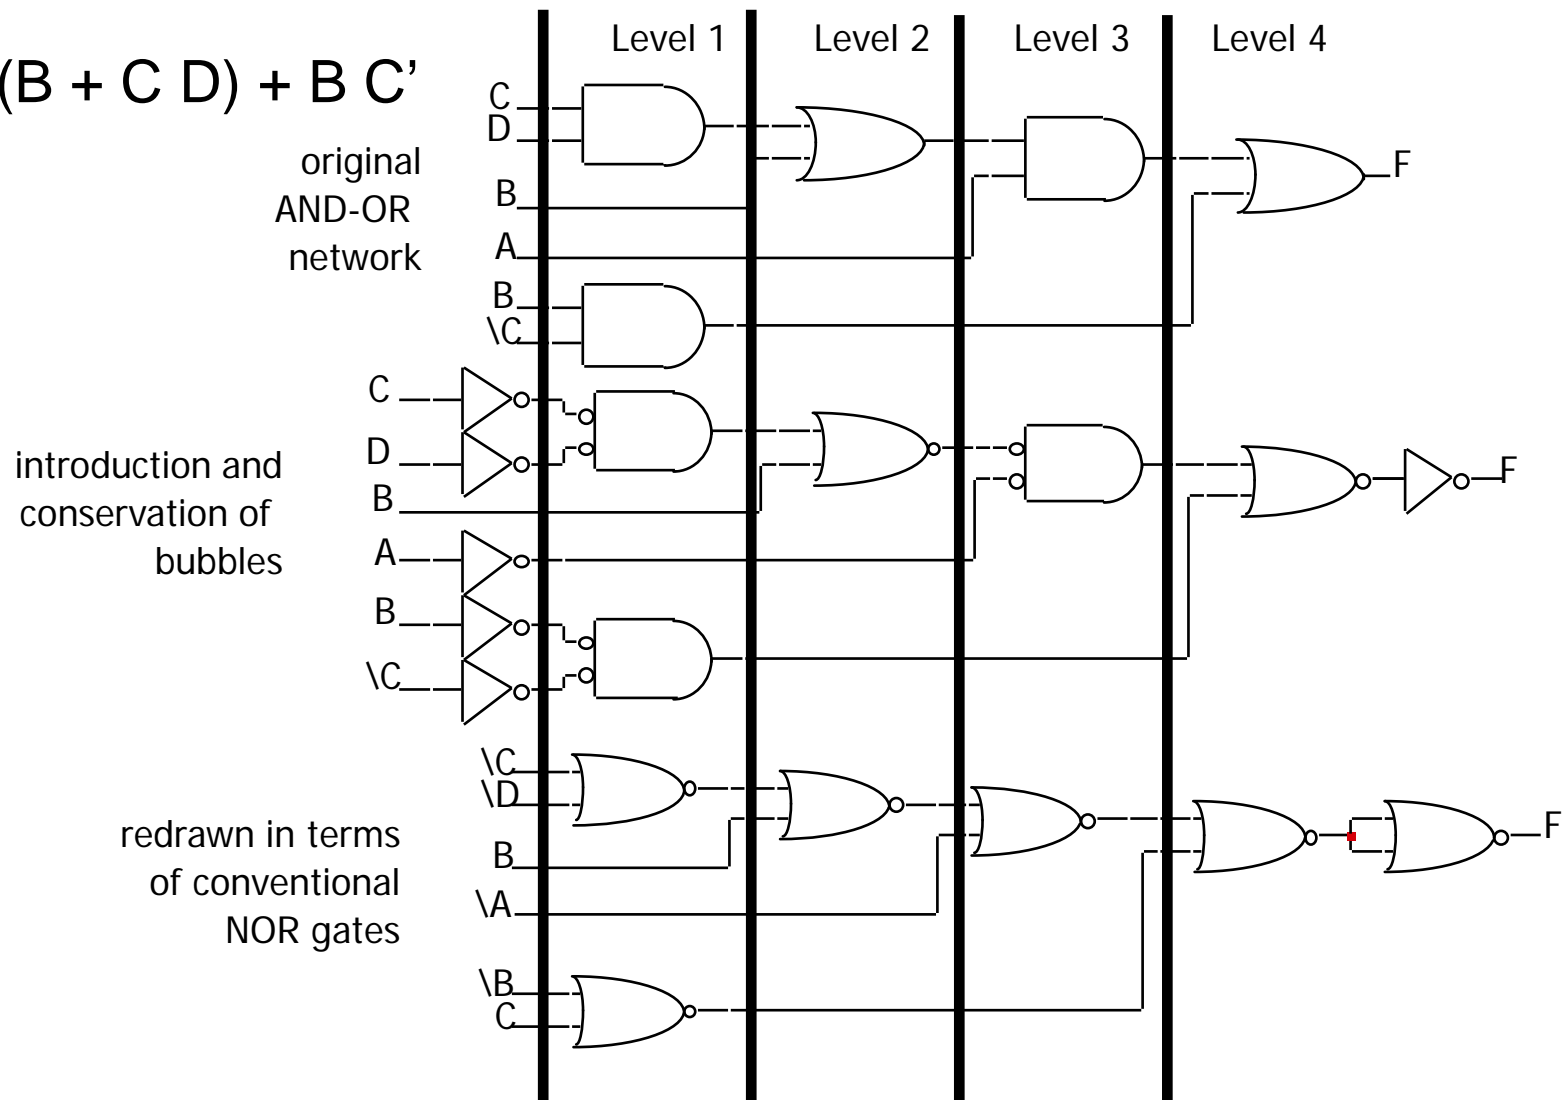 Level 1 Level 2 Level 3 Level 4
(B + C D) + B C’
original
AND-OR
network
C
D
B
A
B
\C
F
introduction and
conservation of
bubbles
C
D
B
A
B
\C
F
redrawn in terms
of conventional
NOR gates
\C
\D
B
\A
\B
C
F